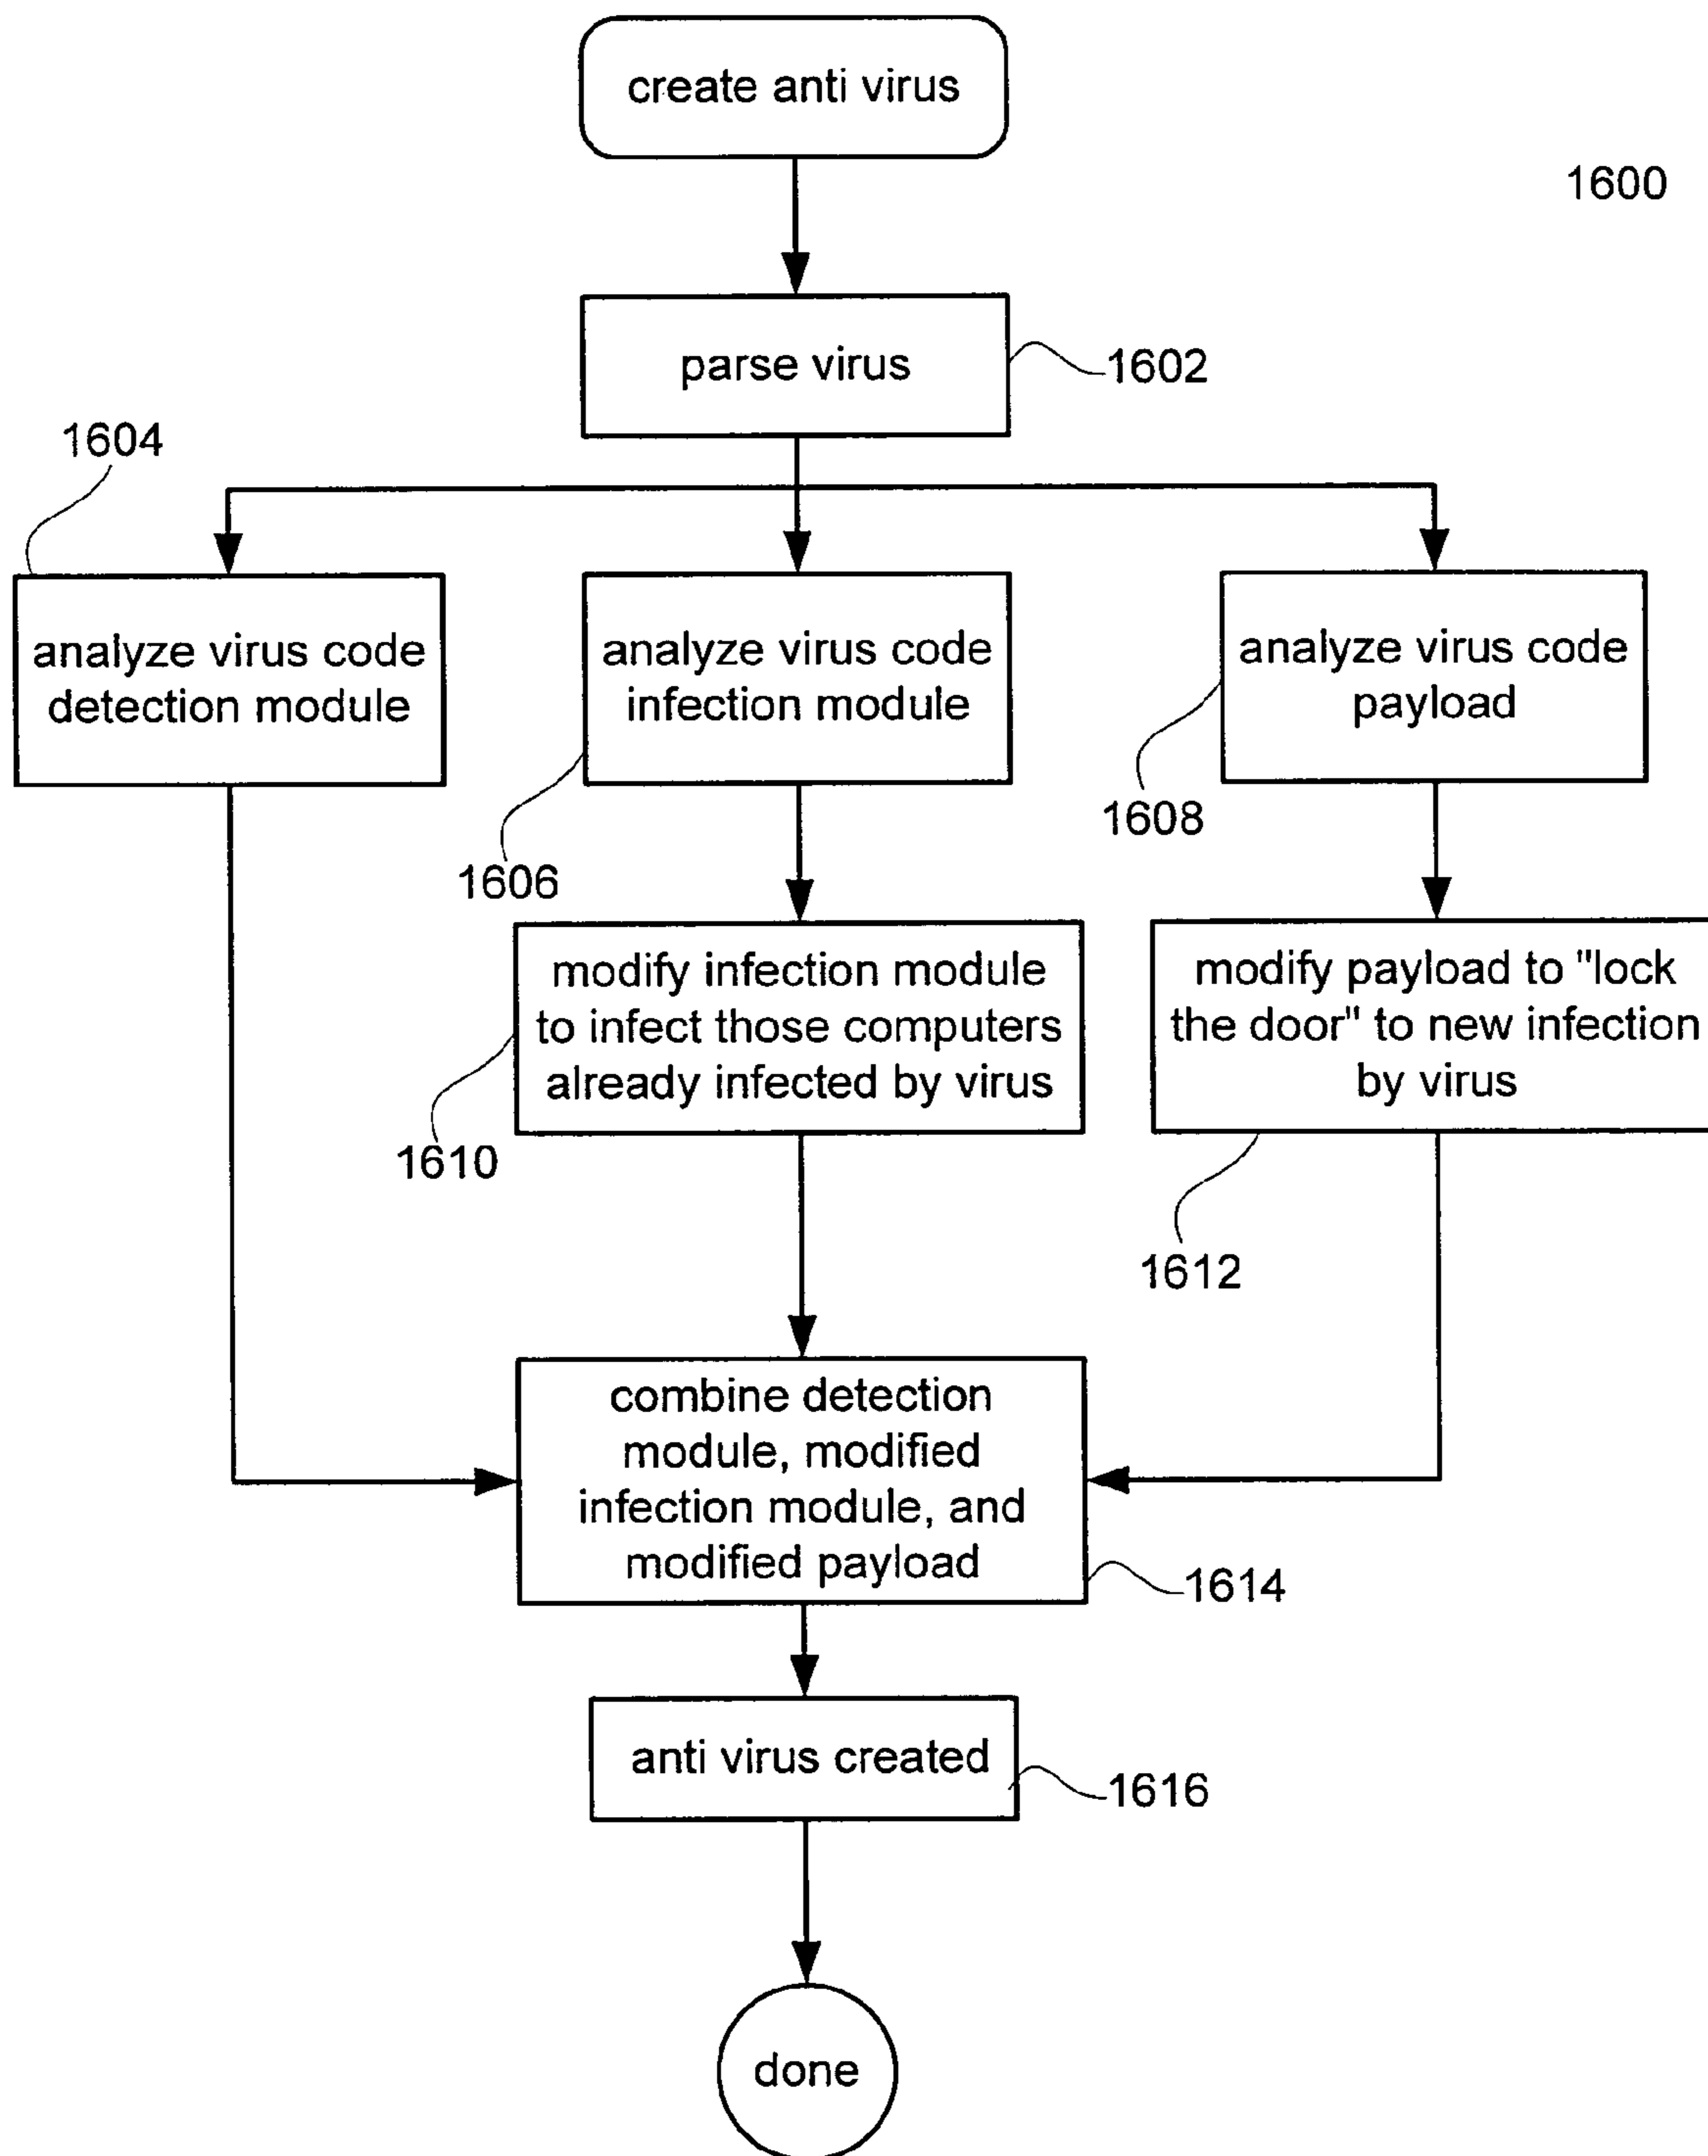 create anti virus
1600
parse virus
1602
1604
analyze virus code
detection module
analyze virus code
infection module
analyze virus code
payload
1606
1608
modify infection module
to infect those computers
already infected by virus
modify payload to "lock
the door" to new infection
by virus
1610
1612
combine detection
module, modified
infection module, and
modified payload
1614
anti virus created
1616
done